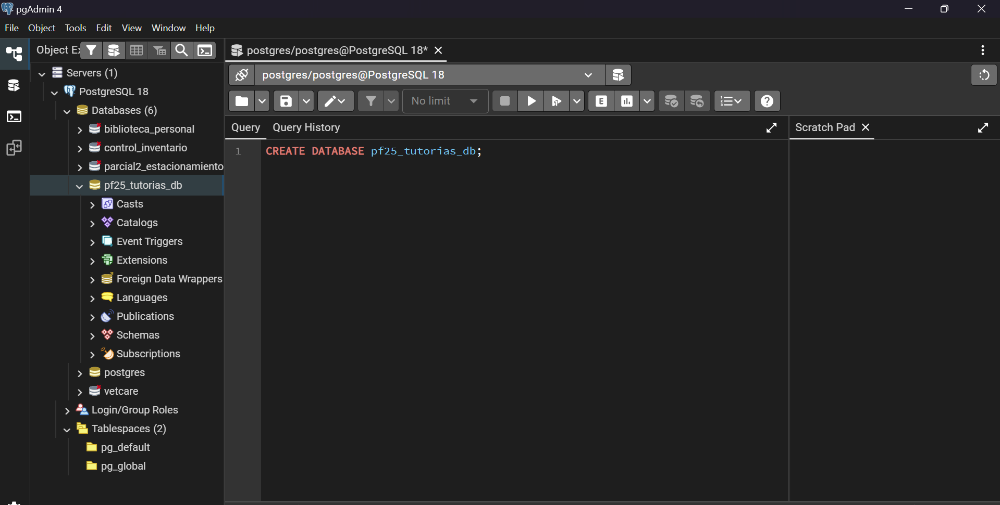 pgAdmin 4
File Object Tools Edit View Window Help
Object Ex
postgres/postgres@PostgreSQL 18*
Servers (1)
postgres/postgres@PostgreSQL 18
PostgreSQL 18
No limit
E
Databases (6)
Query Query History
Scratch Pad
biblioteca_personal
control_inventario
1 CREATE DATABASE pf25_tutorias_db;
parcial2_estacionamiento
pf25_tutorias_db
Casts
Catalogs
Event Triggers
Extensions
Foreign Data Wrappers
Languages
Publications
Schemas
Subscriptions
postgres
vetcare
Login/Group Roles
Tablespaces (2)
pg_default
pg_global